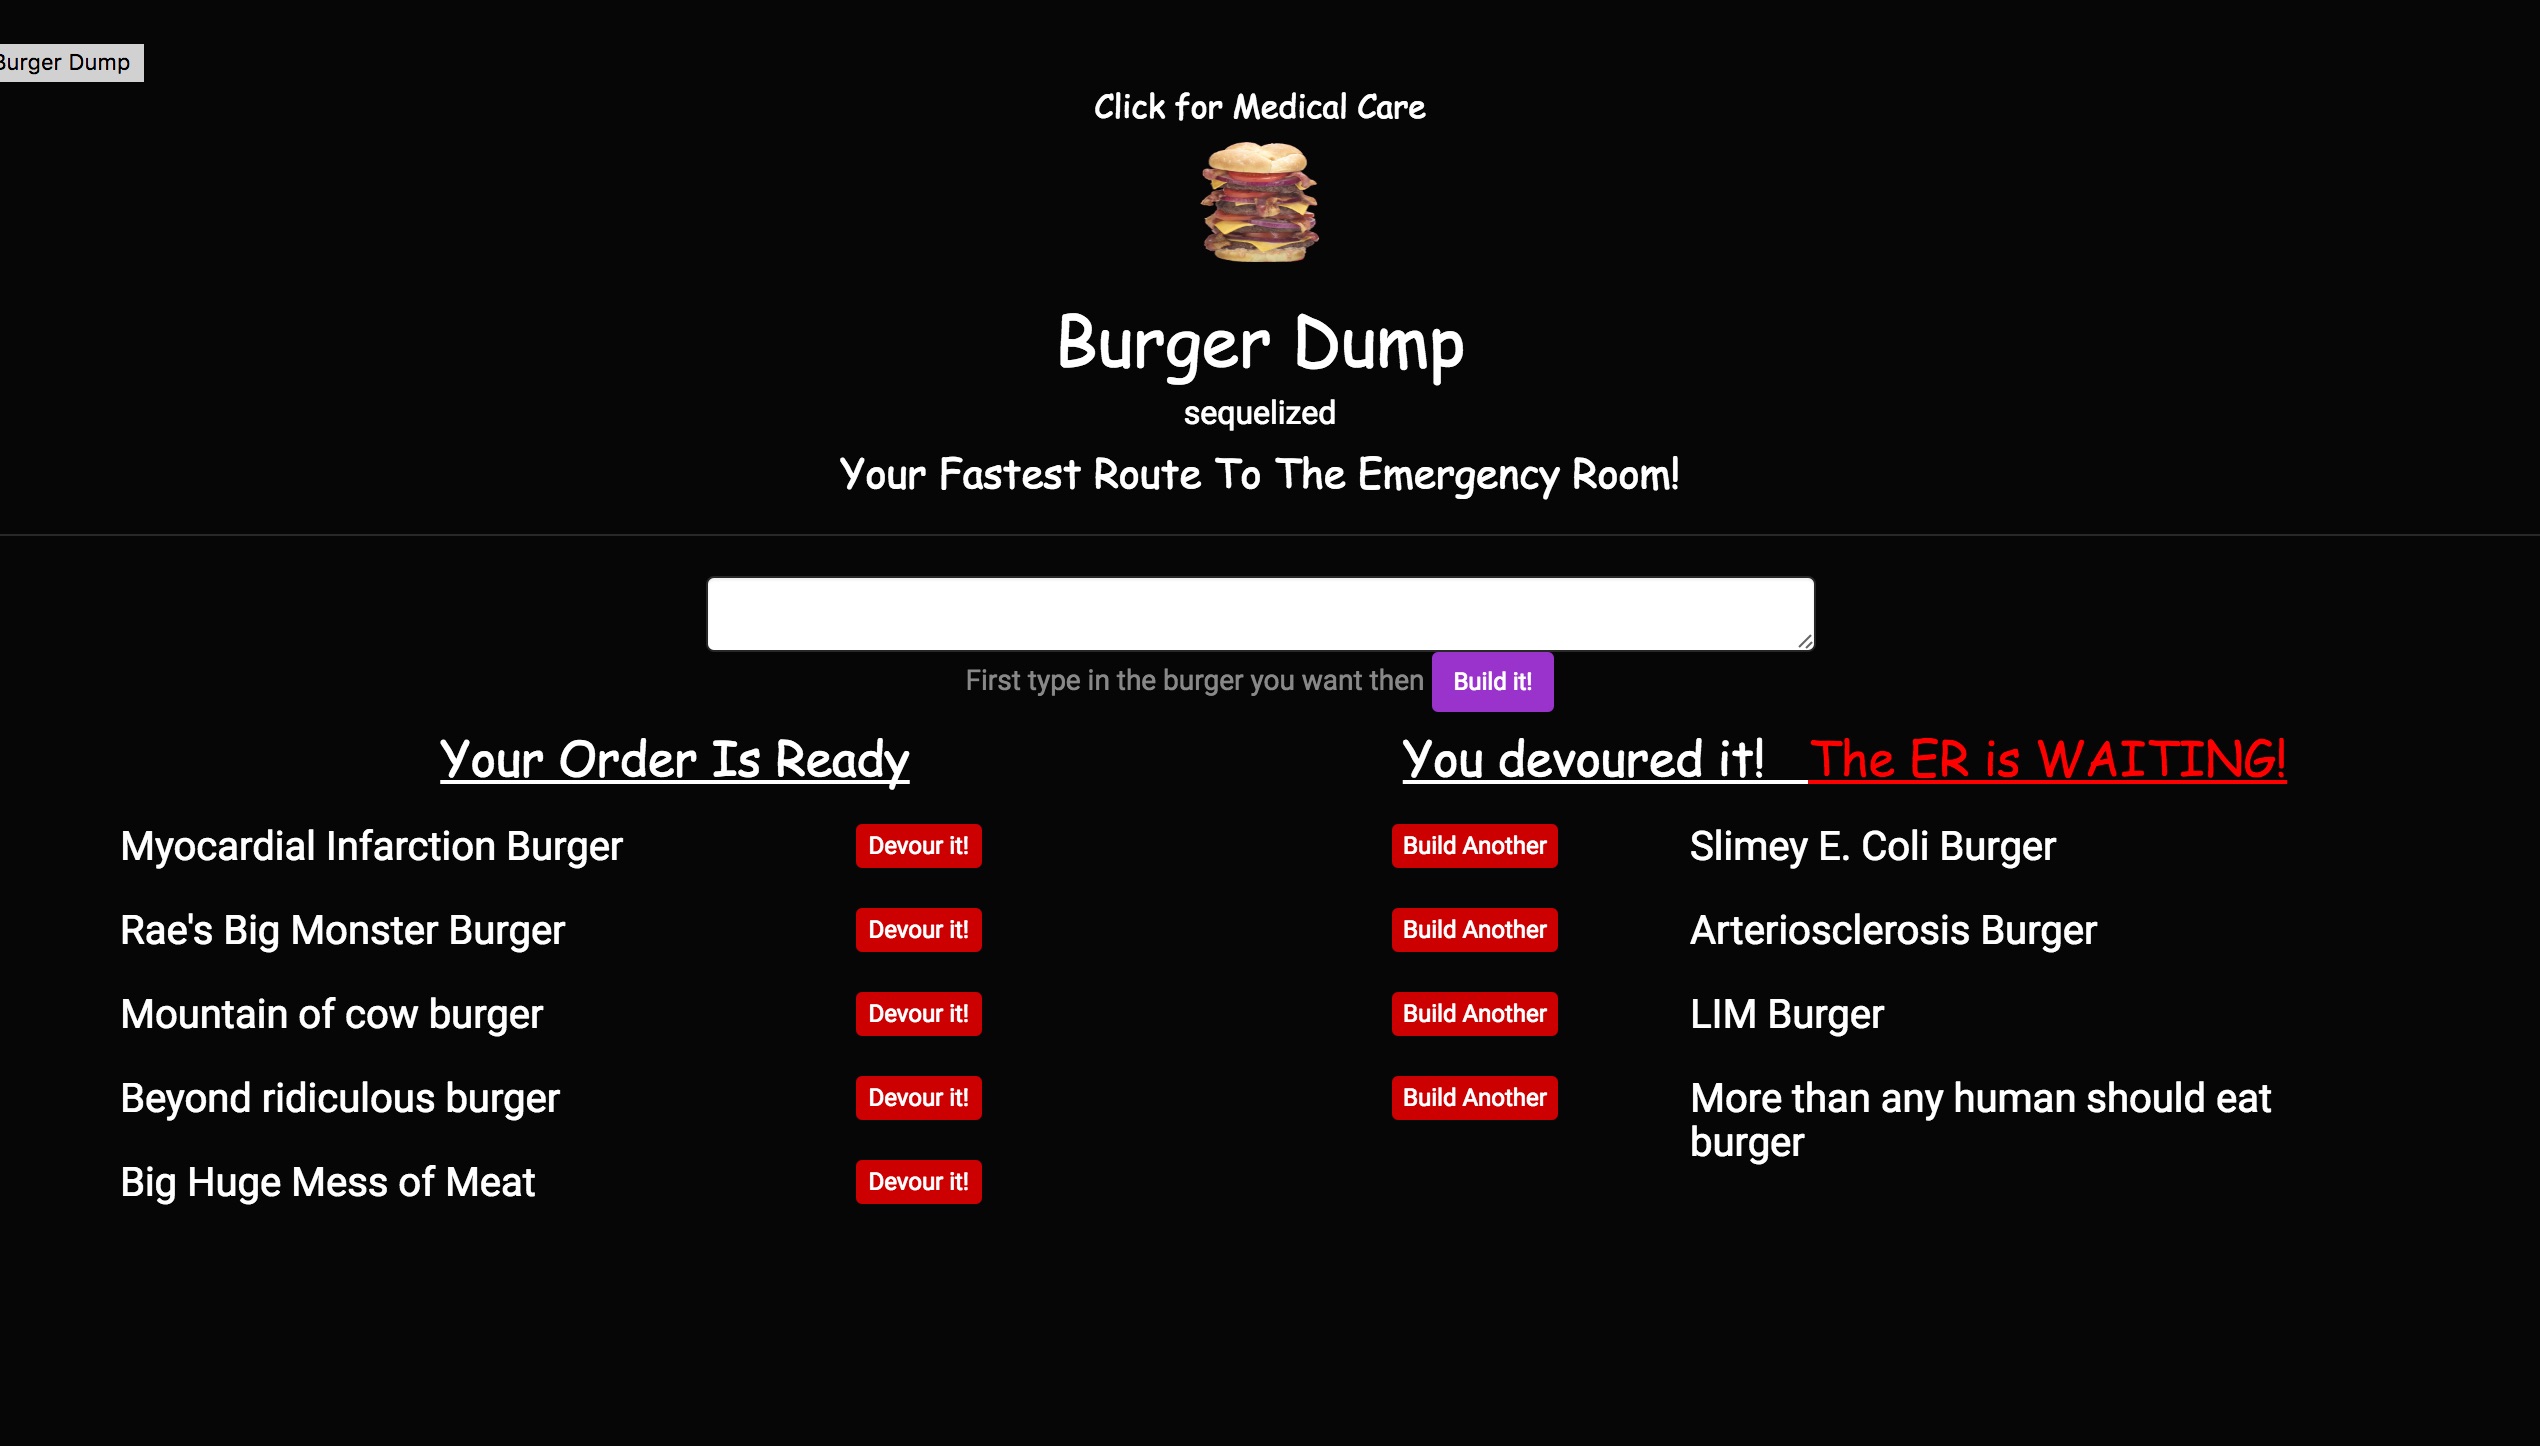 Burger Dump
Click for Medical Care
Burger Dump
sequelized
Your Fastest Route To The Emergency Room!
First type in the burger you want then Build it!
Your Order Is Ready
Myocardial Infarction Burger Devour it!
Rae's Big Monster Burger Devour it!
Mountain of cow burger Devour it!
Beyond ridiculous burger Devour it!
Big Huge Mess of Meat Devour it!
You devoured it! The ER is WAITING!
Build Another Slimey E. Coli Burger
Build Another Arteriosclerosis Burger
Build Another LIM Burger
Build Another More than any human should eat
burger